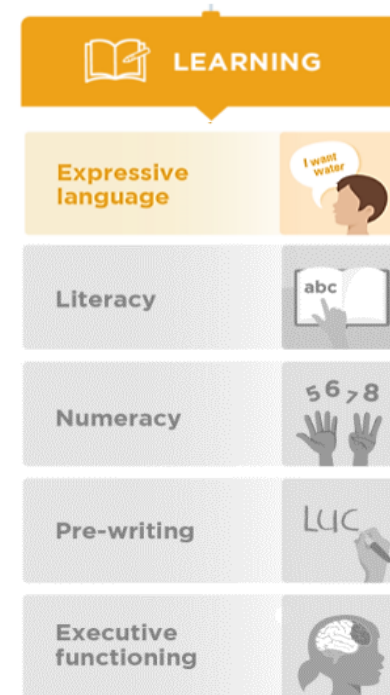 LEARNING
Expressive
language
I want
water
Literacy
abc
Numeracy
5 6 7 8
Pre-writing
LUC
Executive
functioning